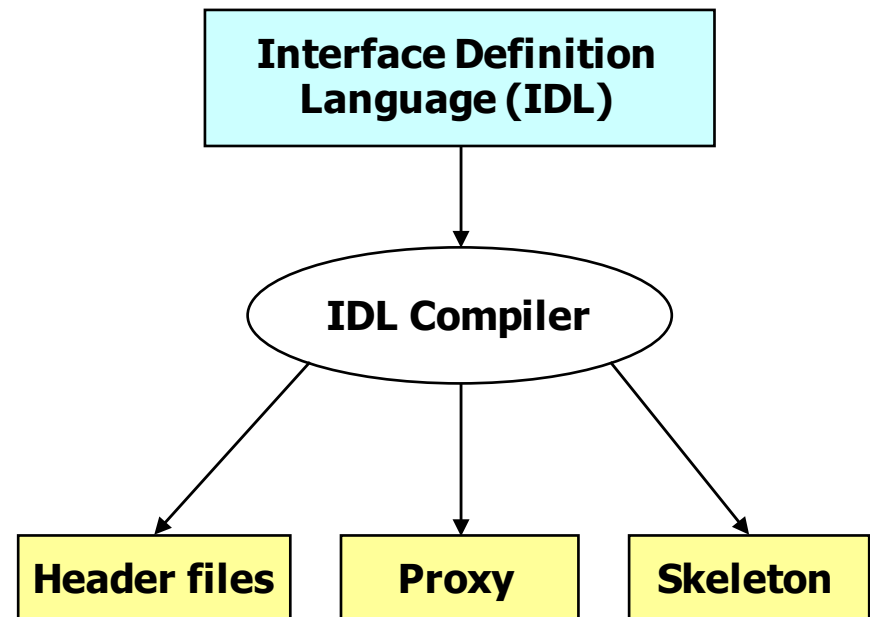 Interface Definition
Language (IDL)
IDL Compiler
Header files
Proxy
Skeleton